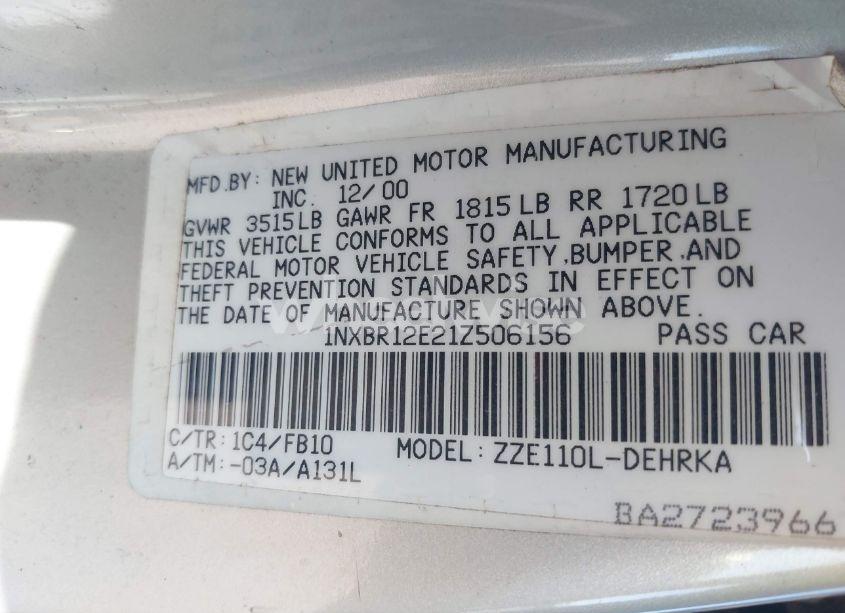 MFD.BY: NEW UNITED MOTOR MANUFACTURING
INC. 12/00
GVWR 3515LB GAWR FR 1815LB RR 1720LB
THIS VEHICLE CONFORMS TO ALL APPLICABLE
FEDERAL MOTOR VEHICLE SAFETY,BUMPER,AND
THEFT PREVENTION STANDARDS IN EFFECT ON
THE DATE OF MANUFACTURE SHOWN ABOVE.
1NXBR12E21Z506156 PASS CAR
C/TR: 1C4/FB10 MODEL: ZZE110L-DEHRKA
A/TM: -03A/A131L
BA2723966